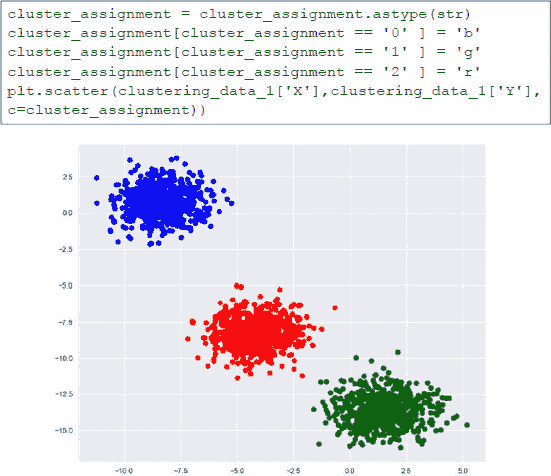 cluster_assignment = cluster_assignment.astype(str)
cluster_assignment[cluster_assignment == '0' ] = 'b'
cluster_assignment[cluster_assignment == '1' ] = 'g'
cluster_assignment[cluster_assignment == '2' ] = 'r'
plt.scatter(clustering_data_1['X'],clustering_data_1['Y'],
c=cluster_assignment))
2.5
0.0
−2.5
−5.0
−7.5
−10.0
−12.5
−15.0
−10.0 −7.5 −5.0 −2.5 0.0 2.5 5.0